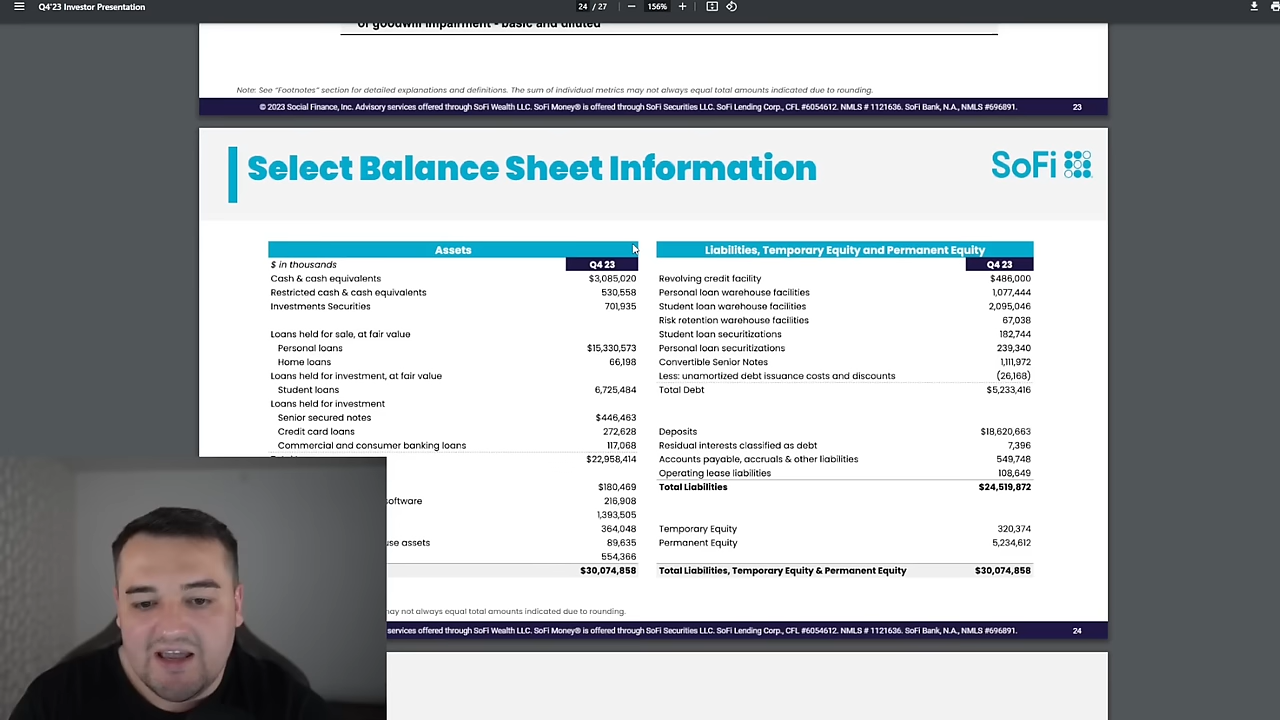 Q4'23 Investor Presentation
24 / 27
156%
of goodwill impairment - basic and diluted
Note: See "Footnotes" section for detailed explanations and definitions. The sum of individual metrics may not always equal total amounts indicated due to rounding.
© 2023 Social Finance, Inc. Advisory services offered through SoFi Wealth LLC. SoFi Money® is offered through SoFi Securities LLC. SoFi Lending Corp., CFL #6054612. NMLS # 1121636. SoFi Bank, N.A., NMLS #696891. 23
Select Balance Sheet Information
SoFi
Assets
$ in thousands Q4 23
Cash & cash equivalents $3,085,020
Restricted cash & cash equivalents 530,558
Investments Securities 701,935
Loans held for sale, at fair value
Personal loans $15,330,573
Home loans 66,198
Loans held for investment, at fair value
Student loans 6,725,484
Loans held for investment
Senior secured notes $446,463
Credit card loans 272,628
Commercial and consumer banking loans 117,068
$22,958,414
$180,469
software 216,908
1,393,505
364,048
use assets 89,635
554,366
$30,074,858
Liabilities, Temporary Equity and Permanent Equity
Q4 23
Revolving credit facility $486,000
Personal loan warehouse facilities 1,077,444
Student loan warehouse facilities 2,095,046
Risk retention warehouse facilities 67,038
Student loan securitizations 182,744
Personal loan securitizations 239,340
Convertible Senior Notes 1,111,972
Less: unamortized debt issuance costs and discounts (26,168)
Total Debt $5,233,416
Deposits $18,620,663
Residual interests classified as debt 7,396
Accounts payable, accruals & other liabilities 549,748
Operating lease liabilities 108,649
Total Liabilities $24,519,872
Temporary Equity 320,374
Permanent Equity 5,234,612
Total Liabilities, Temporary Equity & Permanent Equity $30,074,858
may not always equal total amounts indicated due to rounding.
services offered through SoFi Wealth LLC. SoFi Money® is offered through SoFi Securities LLC. SoFi Lending Corp., CFL #6054612. NMLS # 1121636. SoFi Bank, N.A., NMLS #696891. 24